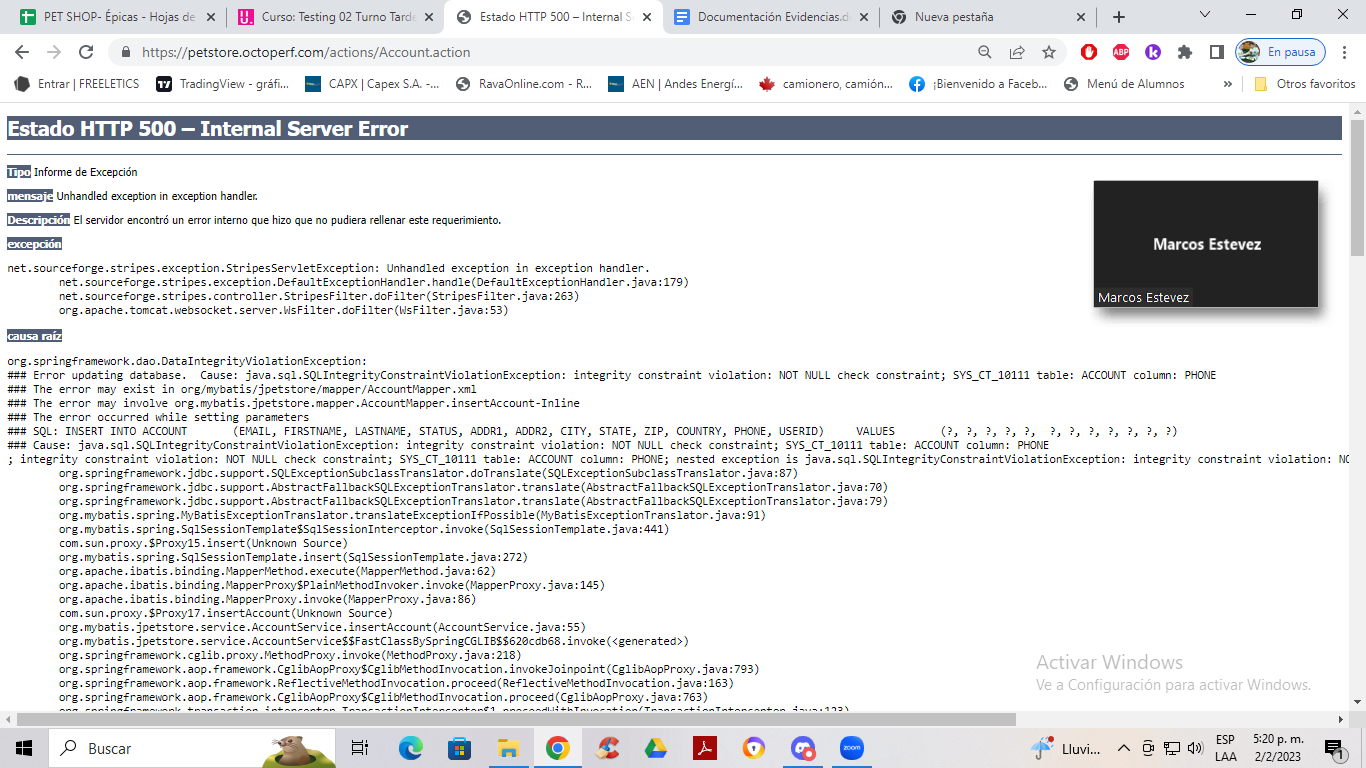 PET SHOP- Épicas - Hojas de
Curso: Testing 02 Turno Tarde
Estado HTTP 500 – Internal Se
Documentación Evidencias.d
Nueva pestaña
https://petstore.octoperf.com/actions/Account.action
ABP
k
En pausa
Entrar | FREELETICS
TradingView - gráfi...
CAPX | Capex S.A. -...
RavaOnline.com - R...
AEN | Andes Energí...
camionero, camión...
¡Bienvenido a Faceb...
Menú de Alumnos
»
Otros favoritos
Estado HTTP 500 – Internal Server Error
Tipo Informe de Excepción
mensaje Unhandled exception in exception handler.
Descripción El servidor encontró un error interno que hizo que no pudiera rellenar este requerimiento.
excepción
net.sourceforge.stripes.exception.StripesServletException: Unhandled exception in exception handler.
net.sourceforge.stripes.exception.DefaultExceptionHandler.handle(DefaultExceptionHandler.java:179)
net.sourceforge.stripes.controller.StripesFilter.doFilter(StripesFilter.java:263)
org.apache.tomcat.websocket.server.WsFilter.doFilter(WsFilter.java:53)
Marcos Estevez
Marcos Estevez
causa raíz
org.springframework.dao.DataIntegrityViolationException:
### Error updating database.  Cause: java.sql.SQLIntegrityConstraintViolationException: integrity constraint violation: NOT NULL check constraint; SYS_CT_10111 table: ACCOUNT column: PHONE
### The error may exist in org/mybatis/jpetstore/mapper/AccountMapper.xml
### The error may involve org.mybatis.jpetstore.mapper.AccountMapper.insertAccount-Inline
### The error occurred while setting parameters
### SQL: INSERT INTO ACCOUNT      (EMAIL, FIRSTNAME, LASTNAME, STATUS, ADDR1, ADDR2, CITY, STATE, ZIP, COUNTRY, PHONE, USERID)     VALUES      (?, ?, ?, ?, ?,  ?, ?, ?, ?, ?, ?, ?)
### Cause: java.sql.SQLIntegrityConstraintViolationException: integrity constraint violation: NOT NULL check constraint; SYS_CT_10111 table: ACCOUNT column: PHONE
; integrity constraint violation: NOT NULL check constraint; SYS_CT_10111 table: ACCOUNT column: PHONE; nested exception is java.sql.SQLIntegrityConstraintViolationException: integrity constraint violation: NO
org.springframework.jdbc.support.SQLExceptionSubclassTranslator.doTranslate(SQLExceptionSubclassTranslator.java:87)
org.springframework.jdbc.support.AbstractFallbackSQLExceptionTranslator.translate(AbstractFallbackSQLExceptionTranslator.java:70)
org.springframework.jdbc.support.AbstractFallbackSQLExceptionTranslator.translate(AbstractFallbackSQLExceptionTranslator.java:79)
org.mybatis.spring.MyBatisExceptionTranslator.translateExceptionIfPossible(MyBatisExceptionTranslator.java:91)
org.mybatis.spring.SqlSessionTemplate$SqlSessionInterceptor.invoke(SqlSessionTemplate.java:441)
com.sun.proxy.$Proxy15.insert(Unknown Source)
org.mybatis.spring.SqlSessionTemplate.insert(SqlSessionTemplate.java:272)
org.apache.ibatis.binding.MapperMethod.execute(MapperMethod.java:62)
org.apache.ibatis.binding.MapperProxy$PlainMethodInvoker.invoke(MapperProxy.java:145)
org.apache.ibatis.binding.MapperProxy.invoke(MapperProxy.java:86)
com.sun.proxy.$Proxy17.insertAccount(Unknown Source)
org.mybatis.jpetstore.service.AccountService.insertAccount(AccountService.java:55)
org.mybatis.jpetstore.service.AccountService$$FastClassBySpringCGLIB$$620cdb68.invoke(<generated>)
org.springframework.cglib.proxy.MethodProxy.invoke(MethodProxy.java:218)
org.springframework.aop.framework.CglibAopProxy$CglibMethodInvocation.invokeJoinpoint(CglibAopProxy.java:793)
org.springframework.aop.framework.ReflectiveMethodInvocation.proceed(ReflectiveMethodInvocation.java:163)
org.springframework.aop.framework.CglibAopProxy$CglibMethodInvocation.proceed(CglibAopProxy.java:763)
org.springframework.transaction.interceptor.TransactionInterceptor$1.proceedWithInvocation(TransactionInterceptor.java:123)
Activar Windows
Ve a Configuración para activar Windows.
Buscar
zoom
Lluvi...
ESP
LAA
5:20 p. m.
2/2/2023
1